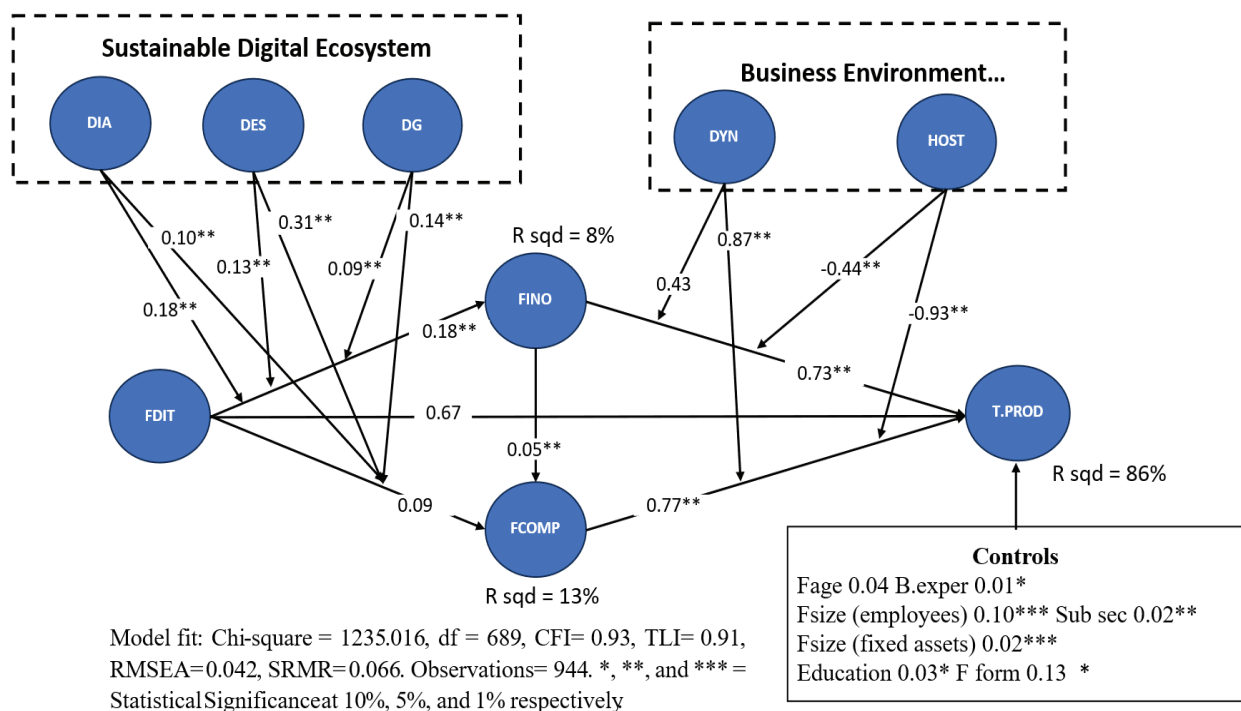 Sustainable Digital Ecosystem
Business Environment...
DIA
DES
DG
DYN
HOST
0.10**
0.31**
0.14**
0.13**
0.09**
0.18**
R sqd = 8%
0.87**
0.43
-0.44**
-0.93**
FINO
0.18**
0.73**
FDIT
0.67
T.PROD
0.05**
R sqd = 86%
0.09
FCOMP
0.77**
R sqd = 13%
Controls
Fage 0.04 B.exper 0.01*
Fsize (employees) 0.10*** Sub sec 0.02**
Fsize (fixed assets) 0.02***
Education 0.03* F form 0.13 *
Model fit: Chi-square = 1235.016, df = 689, CFI= 0.93, TLI= 0.91,
RMSEA=0.042, SRMR=0.066. Observations= 944. *, **, and *** =
Statistical Significanceat 10%, 5%, and 1% respectively